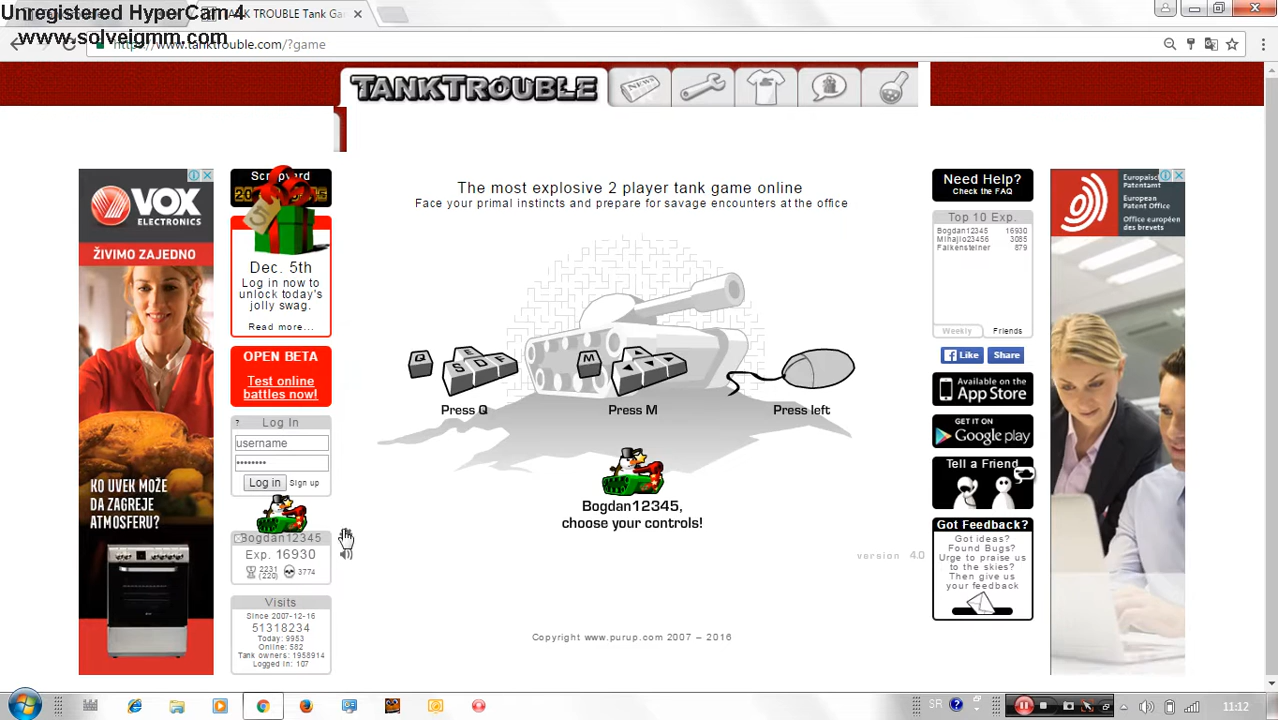 Unregistered HyperCam 4
www.solveigmm.com
TANK TROUBLE Tank Ga
https://www.tanktrouble.com/?game
TANKTROUBLE
NEWS
VOX
ELECTRONICS
ŽIVIMO ZAJEDNO
KO UVEK MOŽE
DA ZAGREJE
ATMOSFERU?
Dec. 5th
Log in now to
unlock today's
jolly swag.
Read more...
OPEN BETA
Test online
battles now!
? Log In
username
••••••••
Log in Sign up
Bogdan12345
Exp. 16930
2231
(220)
3774
Visits
Since 2007-12-16
51318234
Today: 9953
Online: 582
Tank owners: 1958914
Logged in: 107
The most explosive 2 player tank game online
Face your primal instincts and prepare for savage encounters at the office
Q
E
S D F
M
Press Q
Press M
Press left
Bogdan12345,
choose your controls!
version 4.0
Copyright www.purup.com 2007 – 2016
Need Help?
Check the FAQ
Top 10 Exp.
Bogdan12345 16930
Mihajlo23456 3085
Falkensteiner 879
Weekly Friends
Like Share
Available on the
App Store
GET IT ON
Google play
Tell a Friend
Got Feedback?
Got ideas?
Found Bugs?
Urge to praise us
to the skies?
Then give us
your feedback
Europäisches
Patentamt
European
Patent Office
Office européen
des brevets
SR
11:12